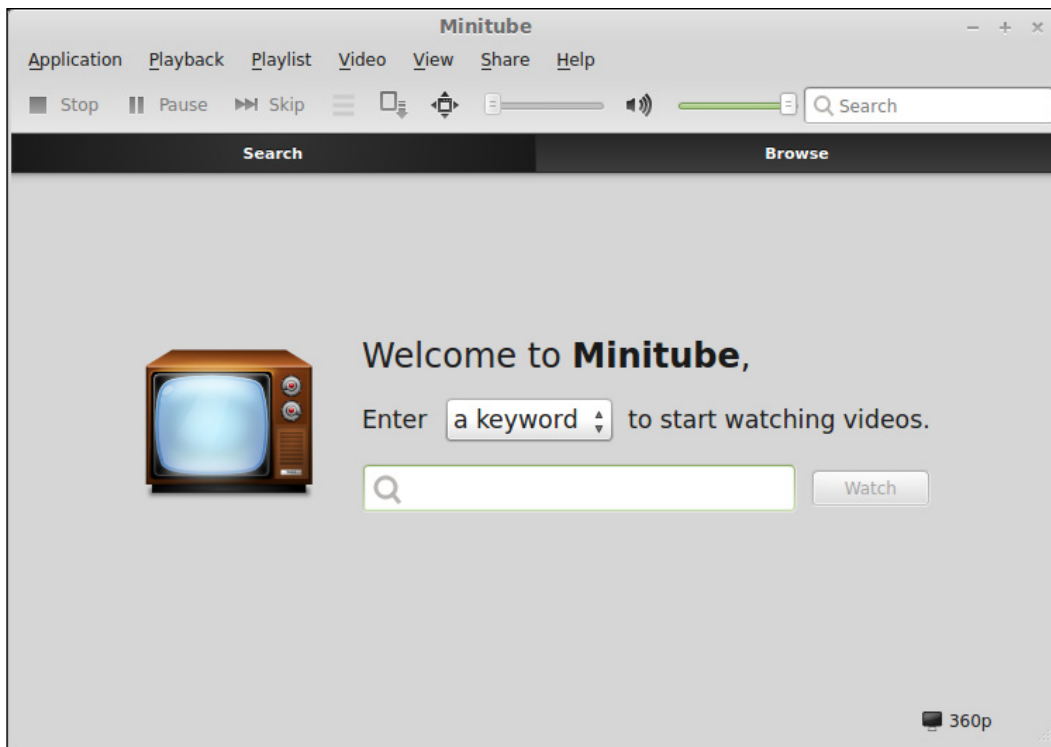 Minitube
Application Playback Playlist Video View Share Help
Stop Pause Skip Search
Search Browse
Welcome to Minitube,
Enter a keyword to start watching videos.
Watch
360p